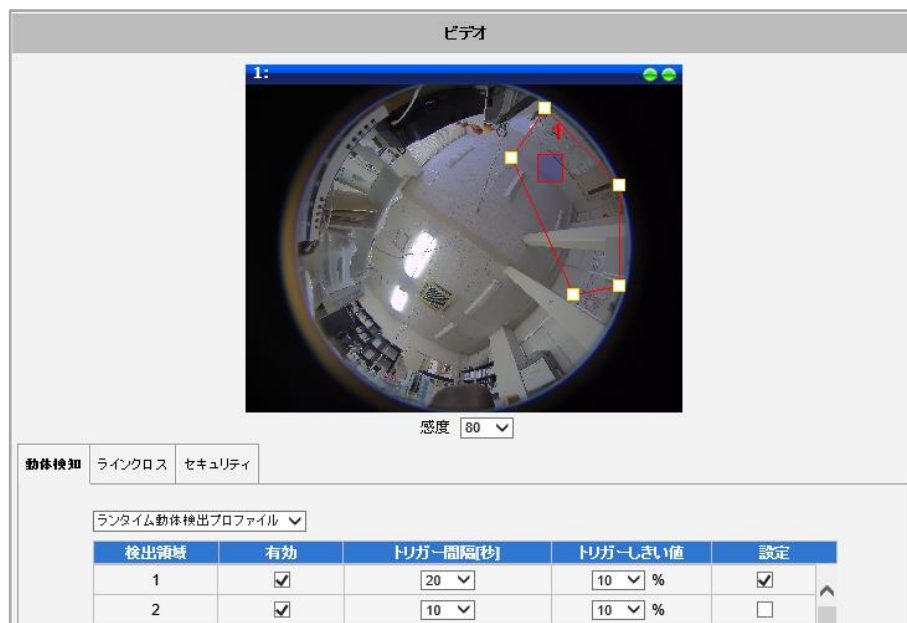 ビデオ
1:
1
感度 80
動体検知 ラインクロス セキュリティ
ランタイム動体検出プロファイル
検出領域 有効 トリガー間隔[秒] トリガーしきい値 設定
1 20 10 %
2 10 10 %